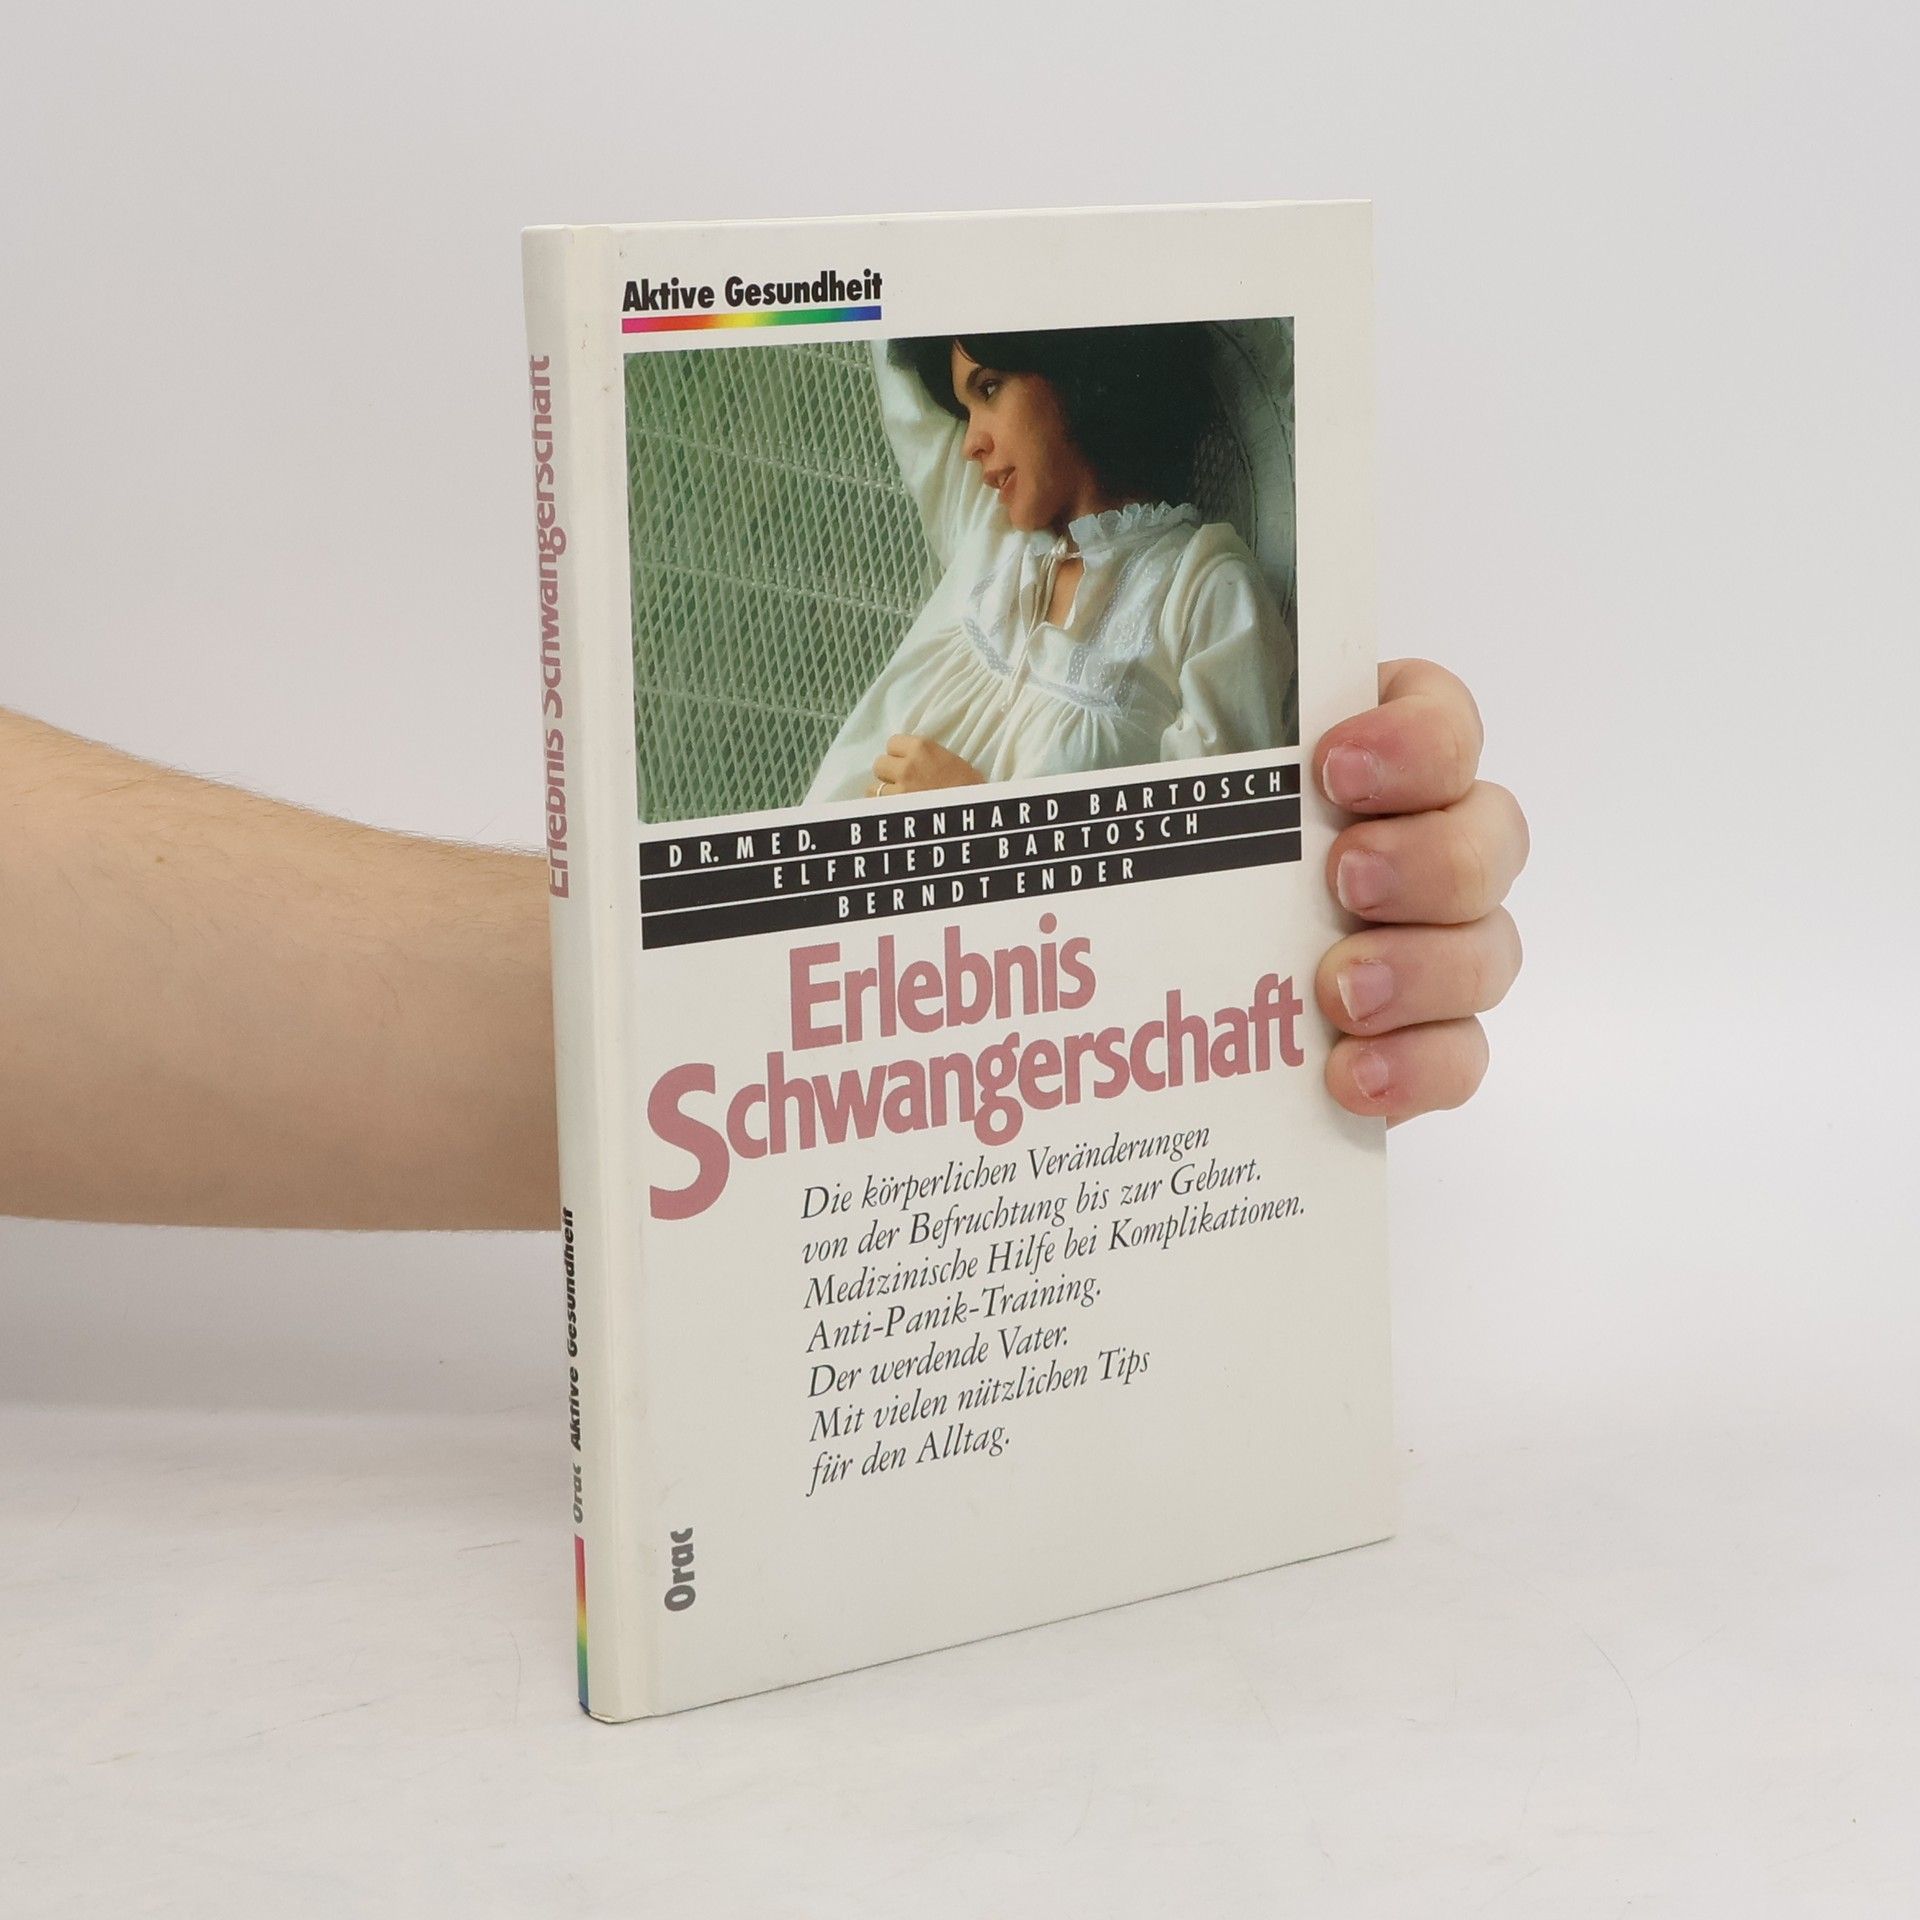 Aktive Gesundheit
DR. MED. BERNHARD BARTOSCH
ELFRIEDE BARTOSCH
BERNDT ENDER
Erlebnis
Schwangerschaft
Die körperlichen Veränderungen
von der Befruchtung bis zur Geburt.
Medizinische Hilfe bei Komplikationen.
Anti-Panik-Training.
Der werdende Vater.
Mit vielen nützlichen Tips
für den Alltag.
Orac
Erlebnis Schwangerschaft
Orac Aktive Gesundheit